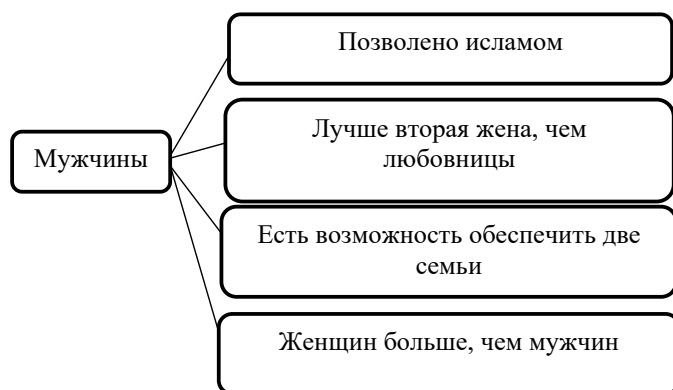 Позволено исламом
Лучше вторая жена, чем
любовницы
Мужчины
Есть возможность обеспечить две
семьи
Женщин больше, чем мужчин